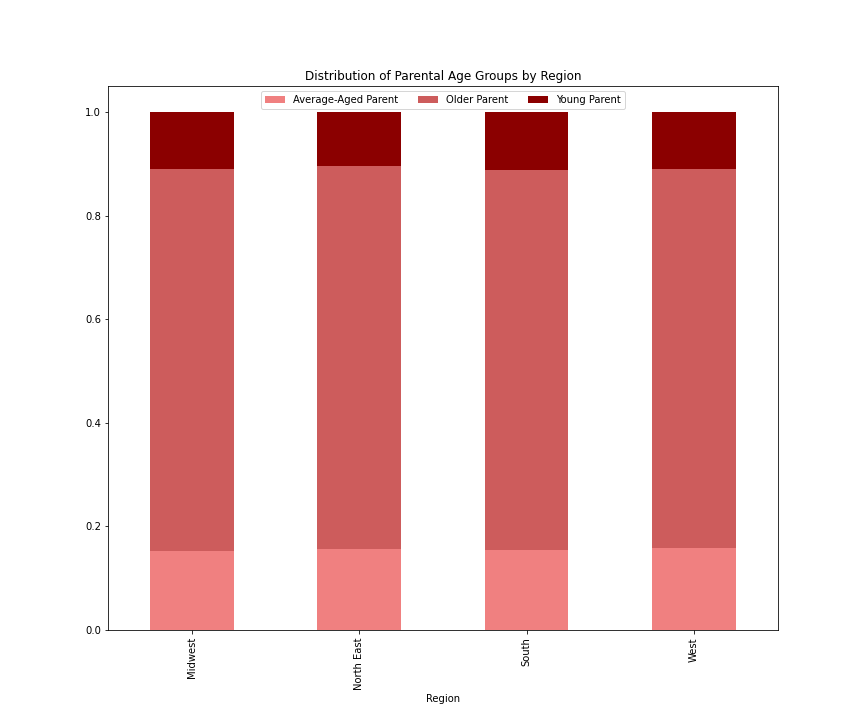 Distribution of Parental Age Groups by Region
Average-Aged Parent Older Parent Young Parent
1.0
0.8
0.6
0.4
0.2
0.0
Midwest
North East
South
West
Region